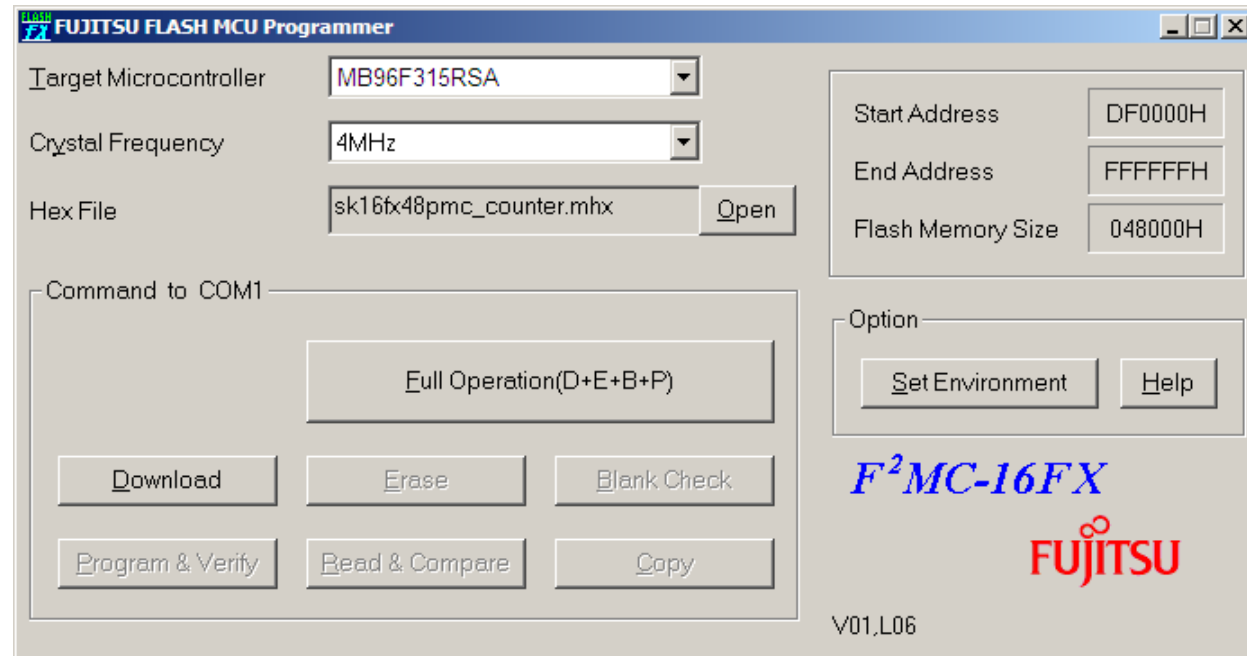 FLASH FX FUJITSU FLASH MCU Programmer
Target Microcontroller MB96F315RSA
Crystal Frequency 4MHz
Hex File sk16fx48pmc_counter.mhx Open
Start Address DF0000H
End Address FFFFFFH
Flash Memory Size 048000H
Command to COM1
Full Operation(D+E+B+P)
Download Erase Blank Check
Program & Verify Read & Compare Copy
Option
Set Environment Help
F²MC-16FX
FUJITSU
V01,L06